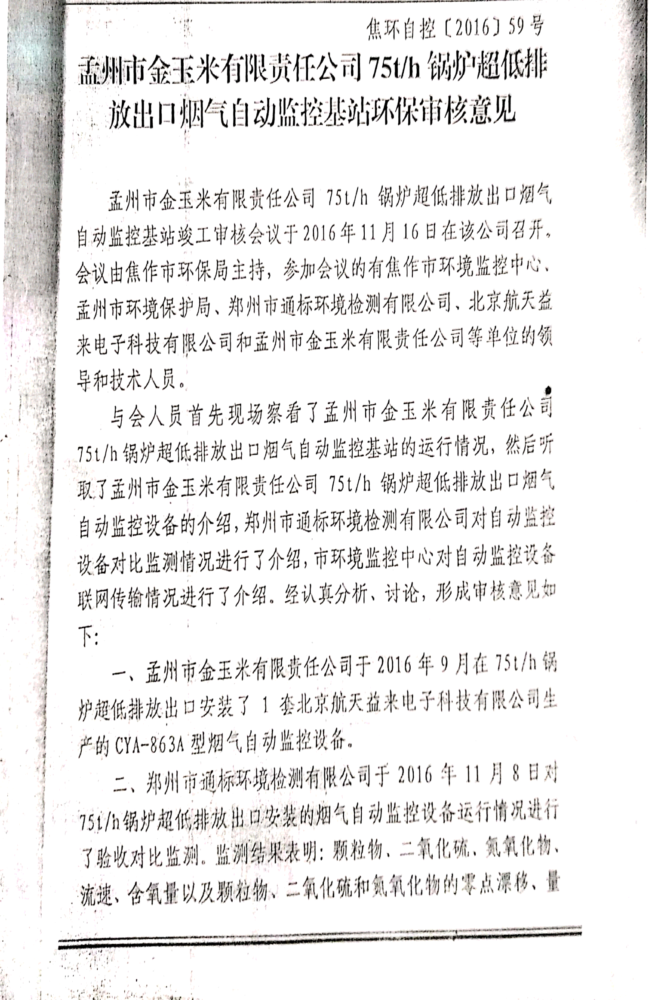 焦环自控〔2016〕59号
孟州市金玉米有限责任公司75t/h锅炉超低排
放出口烟气自动监控基站环保审核意见
孟州市金玉米有限责任公司 75t/h 锅炉超低排放出口烟气
自动监控基站竣工审核会议于2016年11月16日在该公司召开。
会议由焦作市环保局主持，参加会议的有焦作市环境监控中心、
孟州市环境保护局、郑州市通标环境检测有限公司、北京航天益
来电子科技有限公司和孟州市金玉米有限责任公司等单位的领
导和技术人员。
与会人员首先现场察看了孟州市金玉米有限责任公司
75t/h锅炉超低排放出口烟气自动监控基站的运行情况，然后听
取了孟州市金玉米有限责任公司 75t/h 锅炉超低排放出口烟气
自动监控设备的介绍，郑州市通标环境检测有限公司对自动监控
设备对比监测情况进行了介绍，市环境监控中心对自动监控设备
联网传输情况进行了介绍。经认真分析、讨论，形成审核意见如
下：
一、孟州市金玉米有限责任公司于2016年9月在75t/h锅
炉超低排放出口安装了 1 套北京航天益来电子科技有限公司生
产的CYA-863A型烟气自动监控设备。
二、郑州市通标环境检测有限公司于 2016 年 11 月 8 日对
75t/h锅炉超低排放出口安装的烟气自动监控设备运行情况进行
了验收对比监测。监测结果表明：颗粒物、二氧化硫、氮氧化物、
流速、含氧量以及颗粒物、二氧化硫和氮氧化物的零点漂移、量